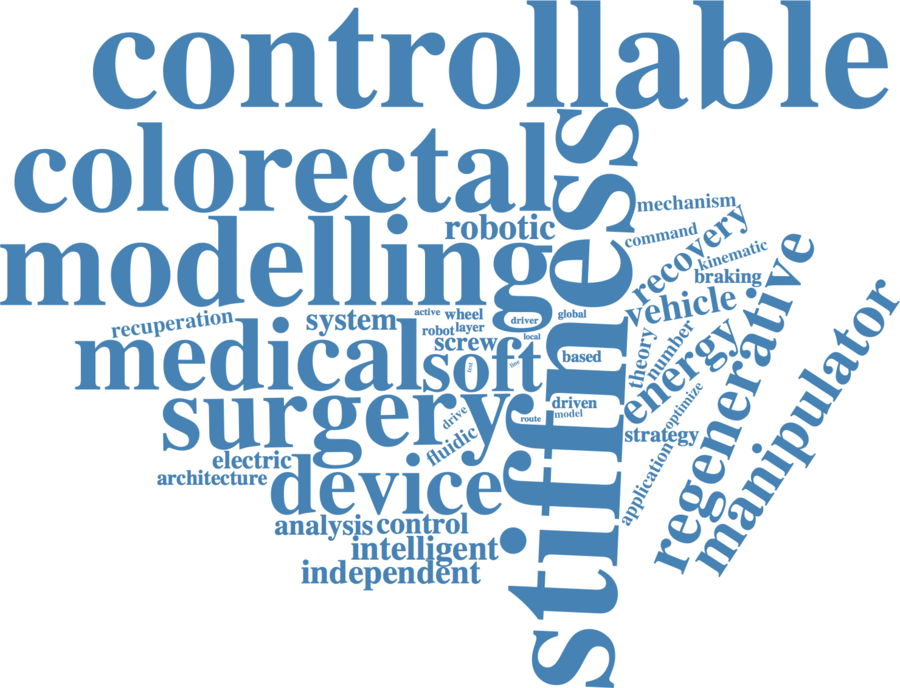 controllable
colorectal
stiffness
modelling
robotic
mechanism
command
recovery
kinematic
braking
regenerative
manipulator
vehicle
recuperation
system
active
wheel
driver
global
robot
layer
local
screw
medical
soft
test
line
based
theory
number
energy
surgery
drive
route
driven
model
optimize
strategy
fluidic
electric
architecture
device
application
analysis
control
intelligent
independent